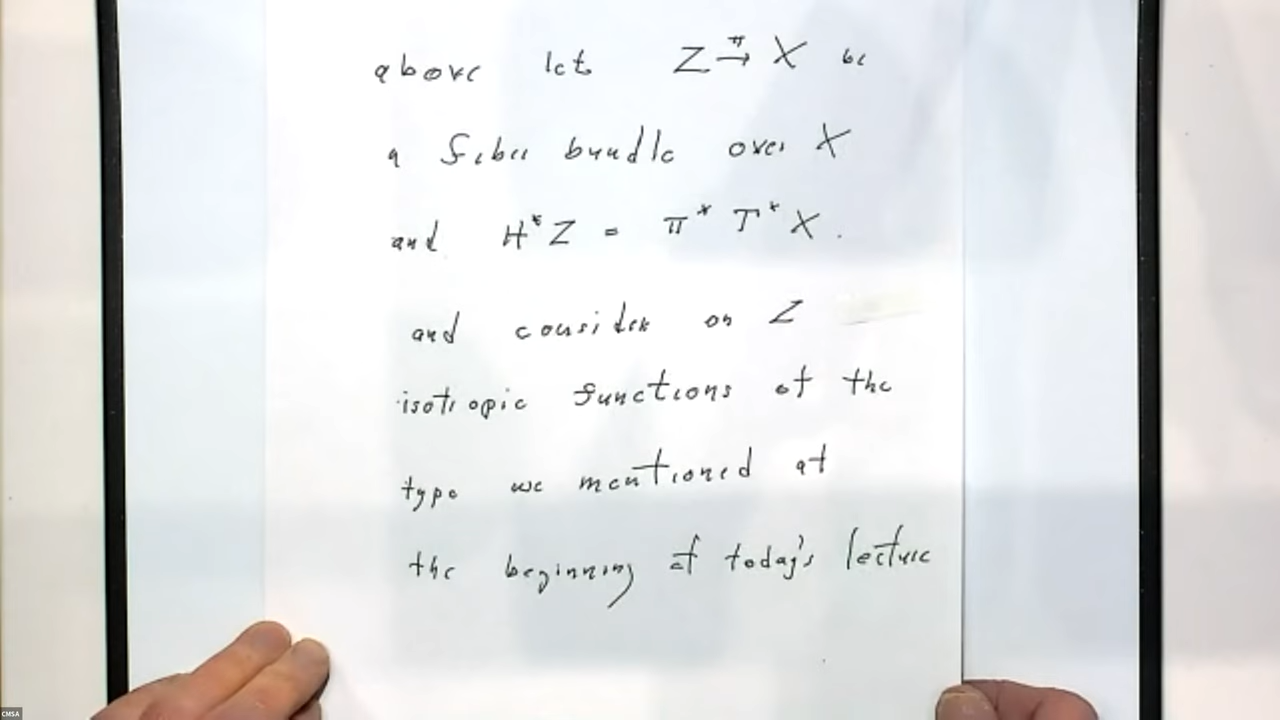 above let Z →π X be
a fiber bundle over X
and H*Z = π* T* X.
and consider on Z
isotropic functions of the
type we mentioned at
the beginning of today's lecture
CMSA